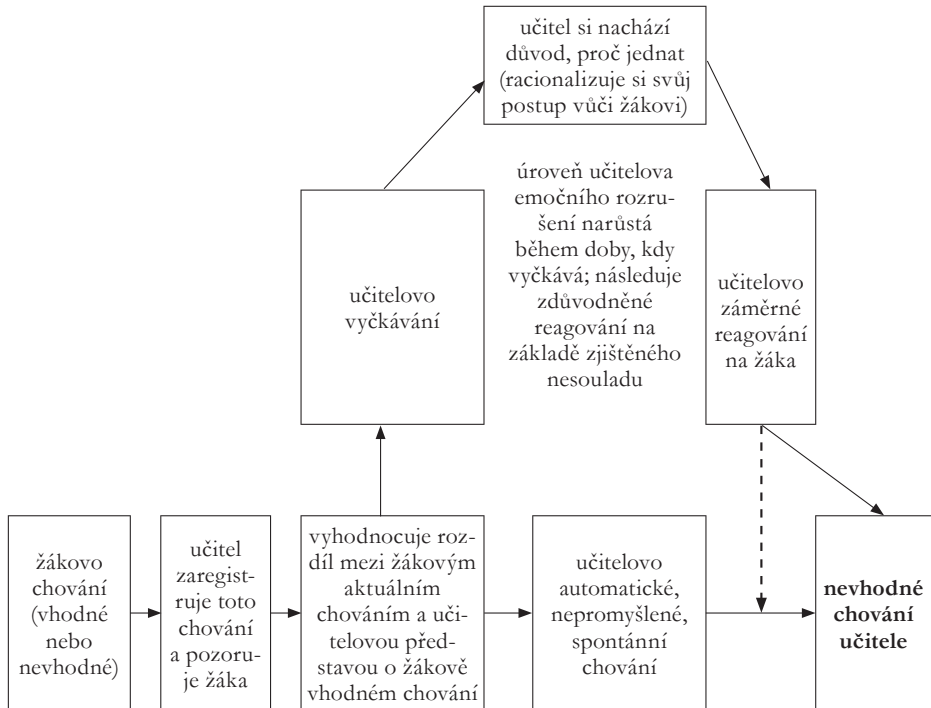 učitel si nachází
důvod, proč jednat
(racionalizuje si svůj
postup vůči žákovi)
učitelovo
vyčkávání
úroveň učitelova
emočního rozru-
šení narůstá
během doby, kdy
vyčkává; následuje
zdůvodněné
reagování na
základě zjištěného
nesouladu
učitelovo
záměrné
reagování
na žáka
žákovo
chování
(vhodné
nebo
nevhodné)
učitel
zaregist-
ruje toto
chování
a pozoru-
je žáka
vyhodnocuje roz-
díl mezi žákovým
aktuálním
chováním a uči-
telovou před-
stavou o žákově
vhodném chování
učitelovo
automatické,
nepromyšlené,
spontánní
chování
nevhodné
chování
učitele